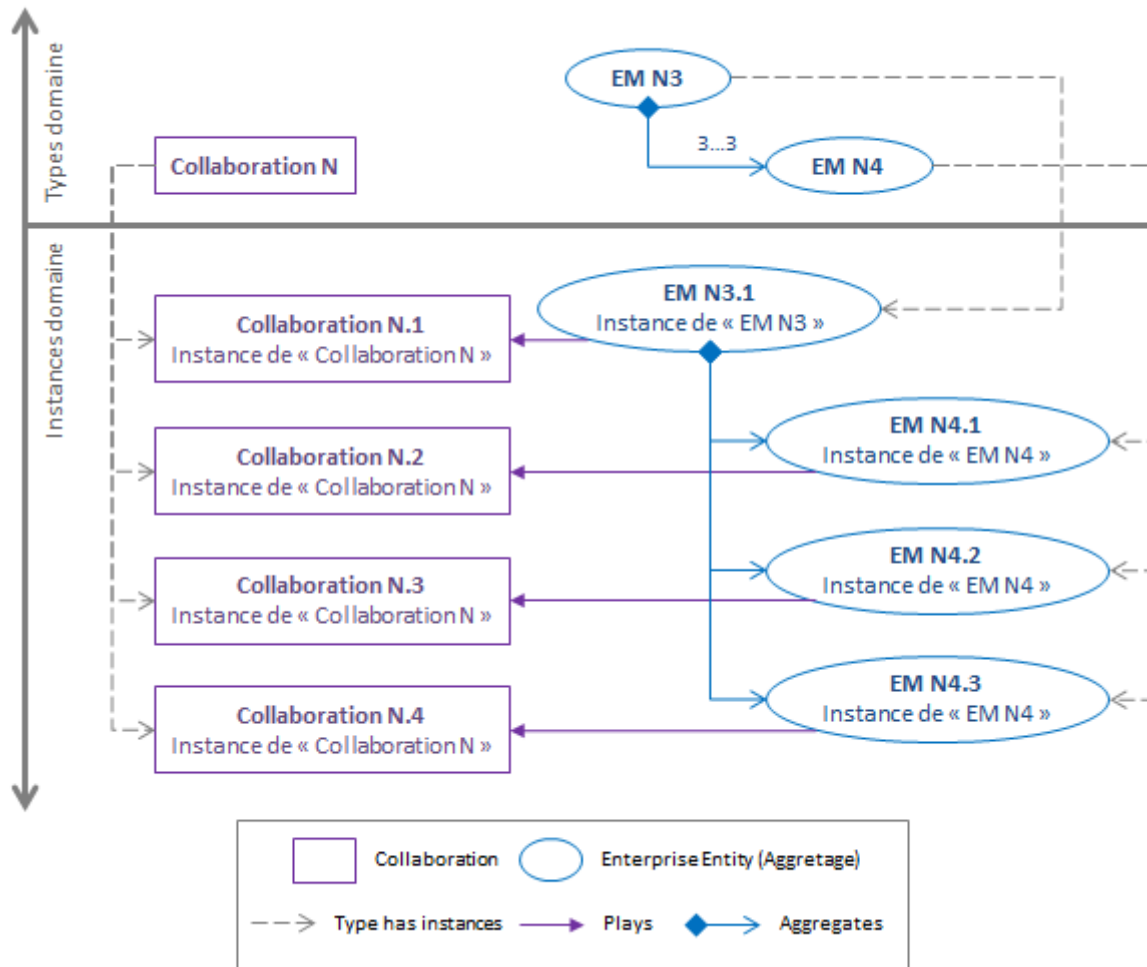 Types domaine
EM N3
3...3
Collaboration N
EM N4
Instances domaine
EM N3.1
Instance de « EM N3 »
Collaboration N.1
Instance de « Collaboration N »
EM N4.1
Instance de « EM N4 »
Collaboration N.2
Instance de « Collaboration N »
EM N4.2
Instance de « EM N4 »
Collaboration N.3
Instance de « Collaboration N »
EM N4.3
Instance de « EM N4 »
Collaboration N.4
Instance de « Collaboration N »
Collaboration
Enterprise Entity (Aggretage)
Type has instances
Plays
Aggregates